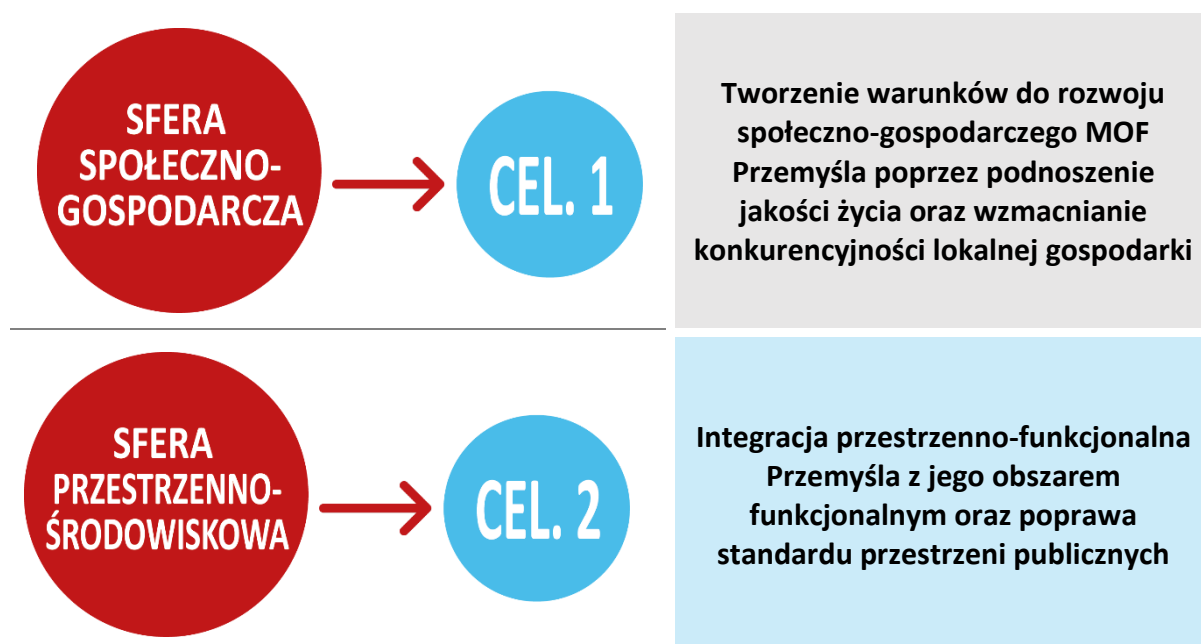 SFERA
SPOŁECZNO-
GOSPODARCZA
CEL. 1
Tworzenie warunków do rozwoju
społeczno-gospodarczego MOF
Przemyśla poprzez podnoszenie
jakości życia oraz wzmacnianie
konkurencyjności lokalnej gospodarki
SFERA
PRZESTRZENNO-
ŚRODOWISKOWA
CEL. 2
Integracja przestrzenno-funkcjonalna
Przemyśla z jego obszarem
funkcjonalnym oraz poprawa
standardu przestrzeni publicznych